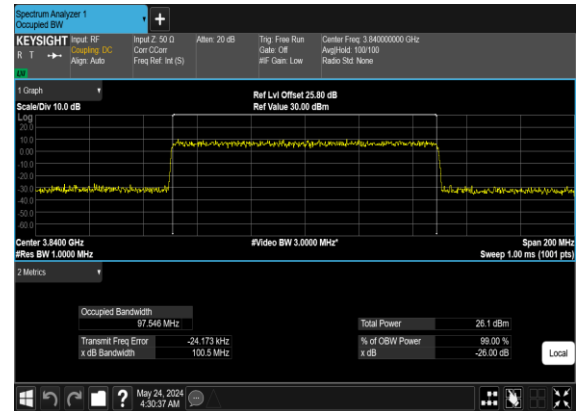 Spectrum Analyzer 1
Occupied BW
+
KEYSIGHT Input: RF Input Z: 50 Ω Atten: 20 dB Trig: Free Run Center Freq: 3.840000000 GHz
R T Coupling: DC Corr CCorr Gate: Off Avg|Hold: 100/100
Align: Auto Freq Ref: Int (S) #IF Gain: Low Radio Std: None
LXI
1 Graph
Ref Lvl Offset 25.80 dB
Scale/Div 10.0 dB Ref Value 30.00 dBm
Log
20.0
10.0
0.00
-10.0
-20.0
-30.0
-40.0
-50.0
-60.0
Center 3.8400 GHz #Video BW 3.0000 MHz* Span 200 MHz
#Res BW 1.0000 MHz Sweep 1.00 ms (1001 pts)
2 Metrics
Occupied Bandwidth
97.546 MHz Total Power 26.1 dBm
Transmit Freq Error -24.173 kHz % of OBW Power 99.00 %
x dB Bandwidth 100.5 MHz x dB -26.00 dB
Local
? May 24, 2024
4:30:37 AM